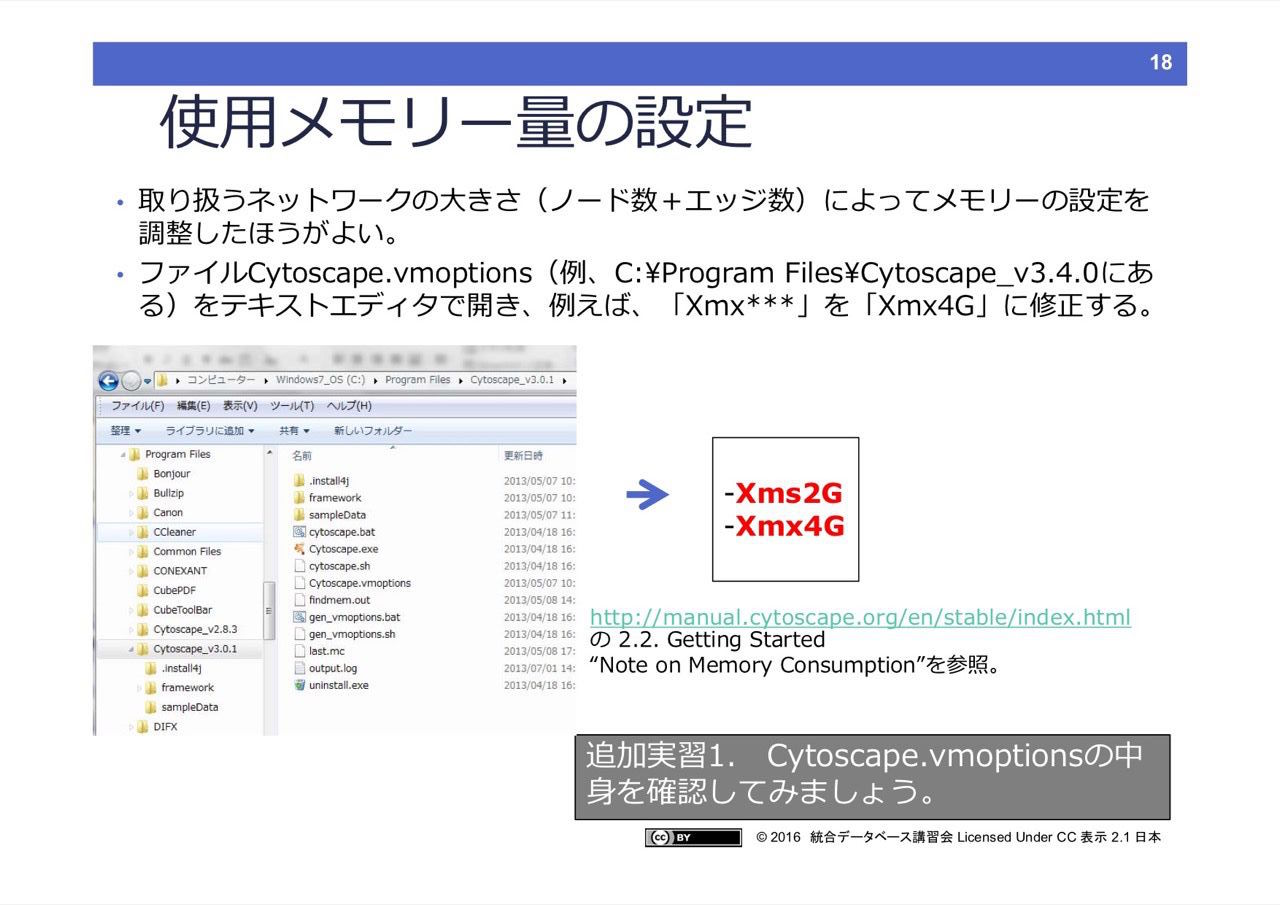 18
使用メモリー量の設定
• 取り扱うネットワークの大きさ（ノード数＋エッジ数）によってメモリーの設定を
調整したほうがよい。
• ファイルCytoscape.vmoptions（例、C:¥Program Files¥Cytoscape_v3.4.0にあ
る）をテキストエディタで開き、例えば、「Xmx***」を「Xmx4G」に修正する。
コンピューター Windows7_OS (C:) Program Files Cytoscape_v3.0.1
ファイル(F) 編集(E) 表示(V) ツール(T) ヘルプ(H)
整理 ライブラリに追加 共有 新しいフォルダー
Program Files
Bonjour
Bullzip
Canon
CCleaner
Common Files
CONEXANT
CubePDF
CubeToolBar
Cytoscape_v2.8.3
Cytoscape_v3.0.1
.install4j
framework
sampleData
DIFX
名前 更新日時
.install4j 2013/05/07 10:
framework 2013/05/07 10:
sampleData 2013/05/07 11:
cytoscape.bat 2013/04/18 16:
Cytoscape.exe 2013/04/18 16:
cytoscape.sh 2013/04/18 16:
Cytoscape.vmoptions 2013/05/07 10:
findmem.out 2013/05/08 14:
gen_vmoptions.bat 2013/04/18 16:
gen_vmoptions.sh 2013/04/18 16:
last.mc 2013/05/08 17:
output.log 2013/07/01 14:
uninstall.exe 2013/04/18 16:
-Xms2G
-Xmx4G
http://manual.cytoscape.org/en/stable/index.html
の 2.2. Getting Started
“Note on Memory Consumption”を参照。
追加実習1. Cytoscape.vmoptionsの中
身を確認してみましょう。
cc BY © 2016 統合データベース講習会 Licensed Under CC 表示 2.1 日本